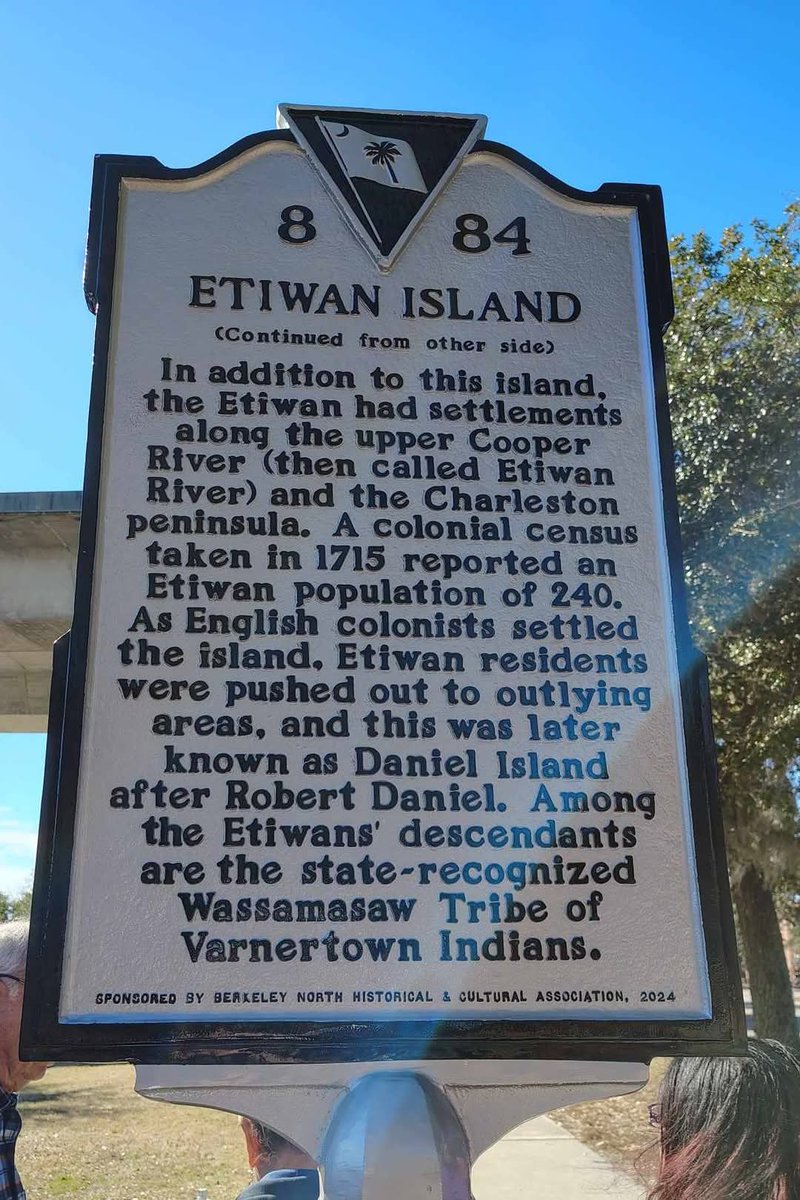 8 84
ETIWAN ISLAND
(Continued from other side)
In addition to this island,
the Etiwan had settlements
along the upper Cooper
River (then called Etiwan
River) and the Charleston
peninsula. A colonial census
taken in 1715 reported an
Etiwan population of 240.
As English colonists settled
the island, Etiwan residents
were pushed out to outlying
areas, and this was later
known as Daniel Island
after Robert Daniel. Among
the Etiwans' descendants
are the state-recognized
Wassamasaw Tribe of
Varnertown Indians.
SPONSORED BY BERKELEY NORTH HISTORICAL & CULTURAL ASSOCIATION, 2024